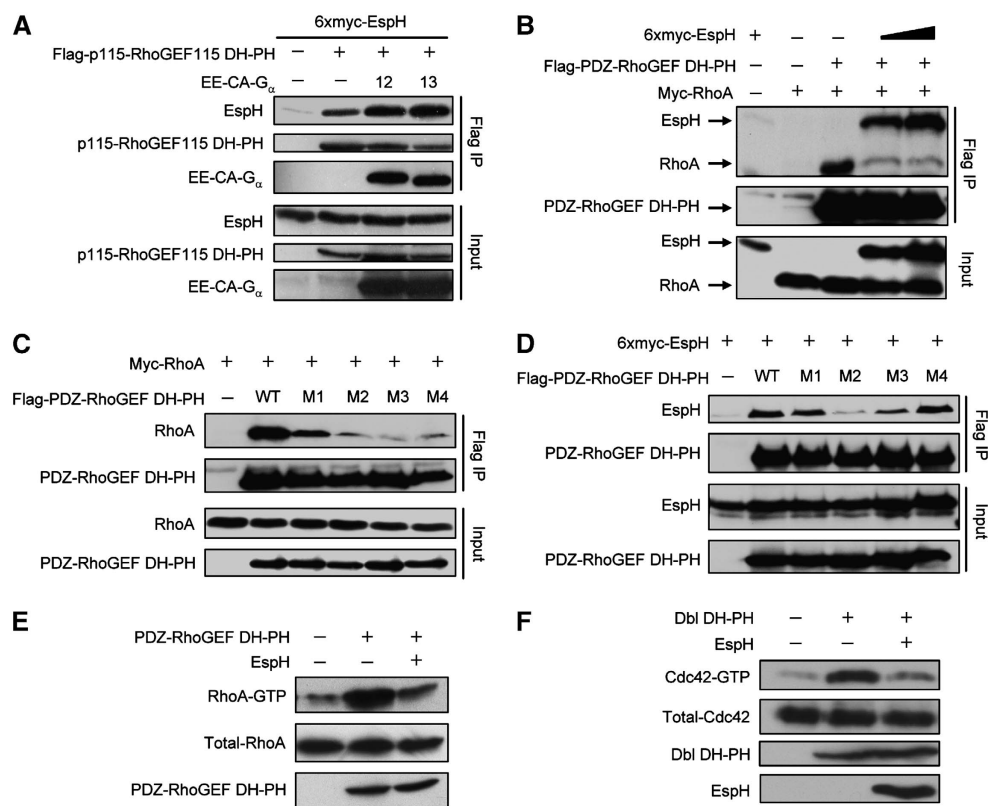 A
6xmyc-EspH
Flag-p115-RhoGEF115 DH-PH – + + +
EE-CA-Gα – – 12 13
EspH
p115-RhoGEF115 DH-PH
EE-CA-Gα
Flag IP
EspH
p115-RhoGEF115 DH-PH
EE-CA-Gα
Input
B
6xmyc-EspH + – –
Flag-PDZ-RhoGEF DH-PH – – + + +
Myc-RhoA – + + + +
EspH
RhoA
PDZ-RhoGEF DH-PH
Flag IP
EspH
RhoA
Input
C
Myc-RhoA + + + + + +
Flag-PDZ-RhoGEF DH-PH – WT M1 M2 M3 M4
RhoA
PDZ-RhoGEF DH-PH
Flag IP
RhoA
PDZ-RhoGEF DH-PH
Input
D
6xmyc-EspH + + + + + +
Flag-PDZ-RhoGEF DH-PH – WT M1 M2 M3 M4
EspH
PDZ-RhoGEF DH-PH
Flag IP
EspH
PDZ-RhoGEF DH-PH
Input
E
PDZ-RhoGEF DH-PH – + +
EspH – – +
RhoA-GTP
Total-RhoA
PDZ-RhoGEF DH-PH
F
Dbl DH-PH – + +
EspH – – +
Cdc42-GTP
Total-Cdc42
Dbl DH-PH
EspH